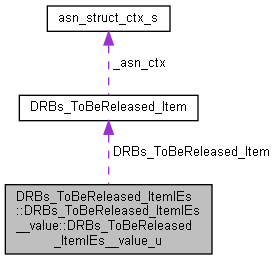 asn_struct_ctx_s
_asn_ctx
DRBs_ToBeReleased_Item
DRBs_ToBeReleased_Item
DRBs_ToBeReleased_ItemIEs
::DRBs_ToBeReleased_ItemIEs
__value::DRBs_ToBeReleased
_ItemIEs__value_u